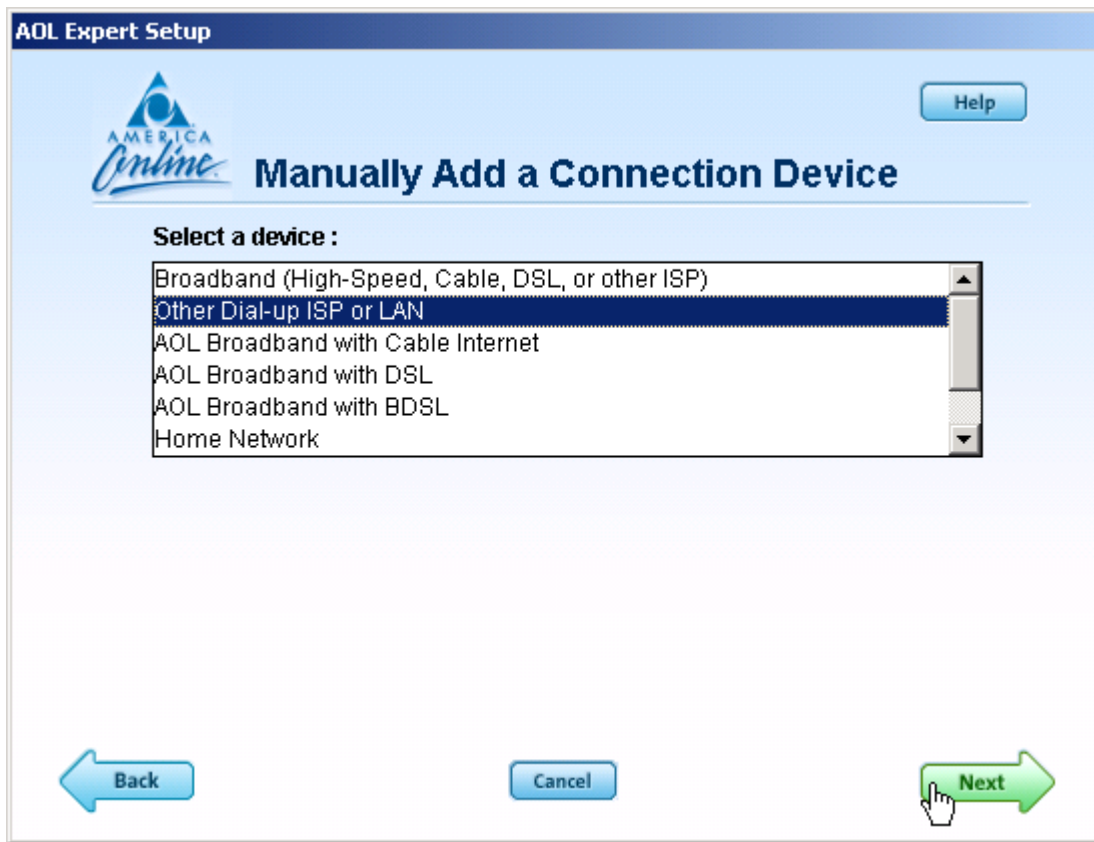 AOL Expert Setup
Help
AMERICA
Online.
Manually Add a Connection Device
Select a device :
Broadband (High-Speed, Cable, DSL, or other ISP)
Other Dial-up ISP or LAN
AOL Broadband with Cable Internet
AOL Broadband with DSL
AOL Broadband with BDSL
Home Network
Back
Cancel
Next